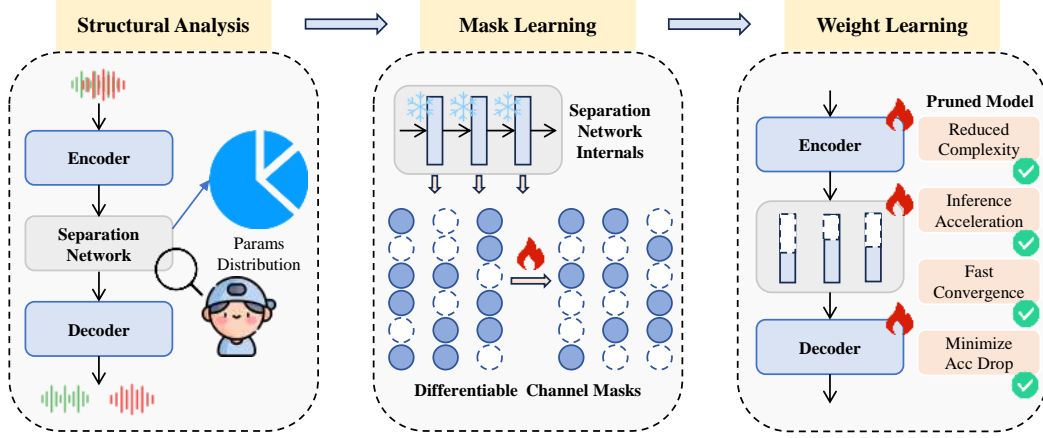 Structural Analysis
Mask Learning
Weight Learning
Encoder
Separation
Network
Decoder
Params
Distribution
Separation
Network
Internals
Differentiable Channel Masks
Pruned Model
Encoder
Decoder
Reduced
Complexity
Inference
Acceleration
Fast
Convergence
Minimize
Acc Drop